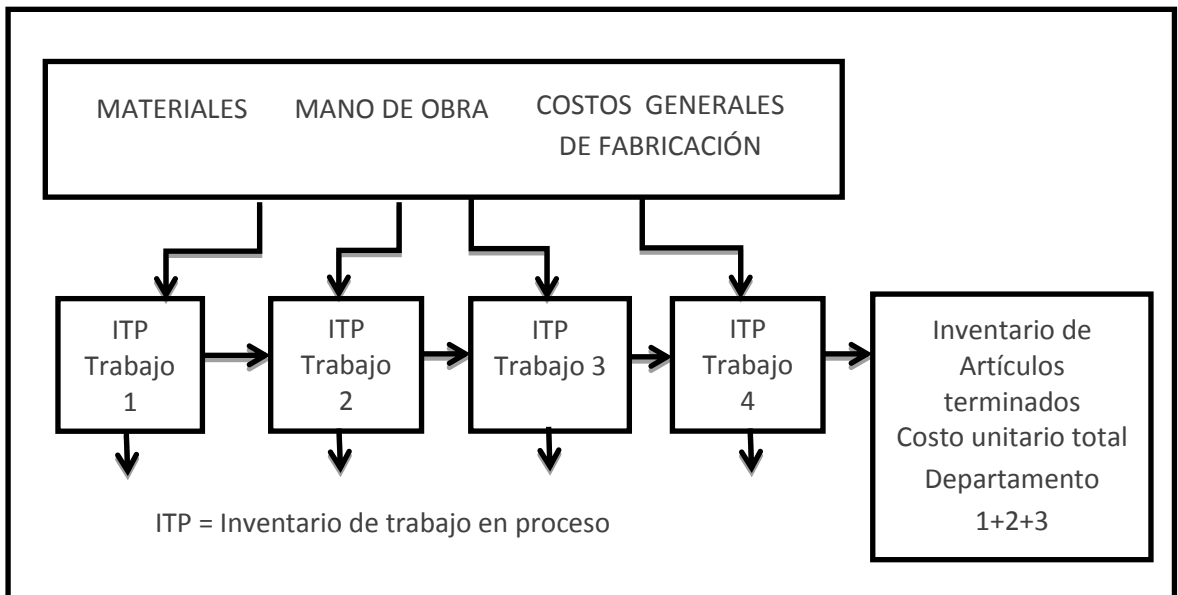 MATERIALES
MANO DE OBRA
COSTOS GENERALES
DE FABRICACIÓN
ITP
Trabajo
1
ITP
Trabajo
2
ITP
Trabajo 3
ITP
Trabajo
4
Inventario de
Artículos
terminados
Costo unitario total
Departamento
1+2+3
ITP = Inventario de trabajo en proceso